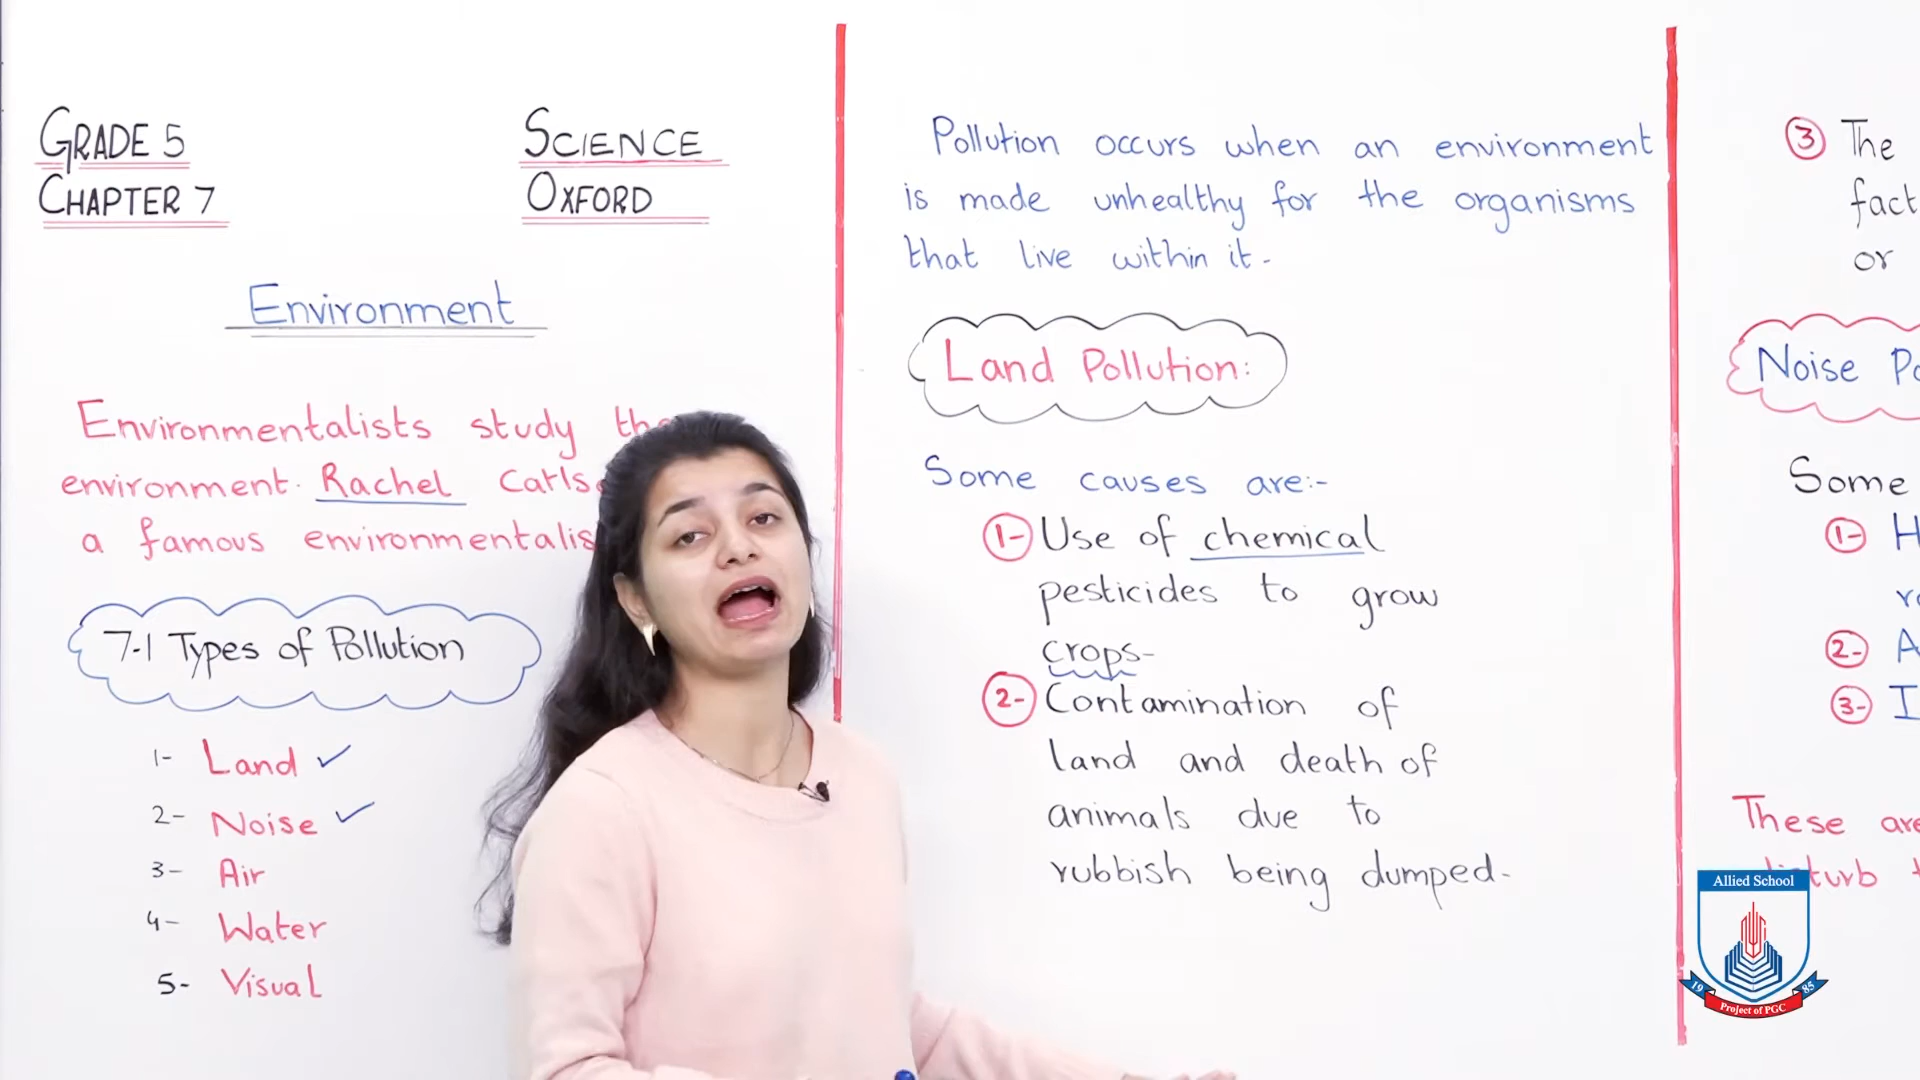 GRADE 5
CHAPTER 7
SCIENCE
OXFORD
Environment
Environmentalists study the
environment. Rachel Carls
a famous environmentalis
7.1 Types of Pollution
1- Land ✓
2- Noise ✓
3- Air
4- Water
5- Visual
Pollution occurs when an environment
is made unhealthy for the organisms
that live within it.
Land Pollution:
Some causes are:-
1- Use of chemical
pesticides to grow
crops-
2- Contamination of
land and death of
animals due to
rubbish being dumped.
3 The
fact
or
Noise Po
Some
1- H
re
2- A
3- I
These are
turb t
Allied School
19 85
Project of PGC